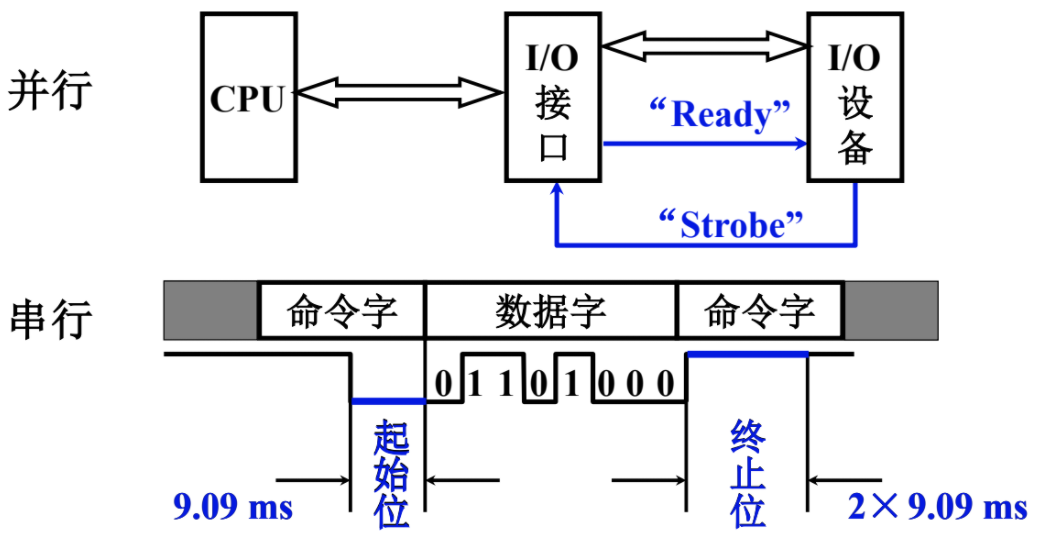 并行
CPU
I/O
接
口
I/O
设
备
“Ready”
“Strobe”
串行
命令字 数据字 命令字
0 1 1 0 1 0 0 0
起
始
位
终
止
位
9.09 ms
2×9.09 ms